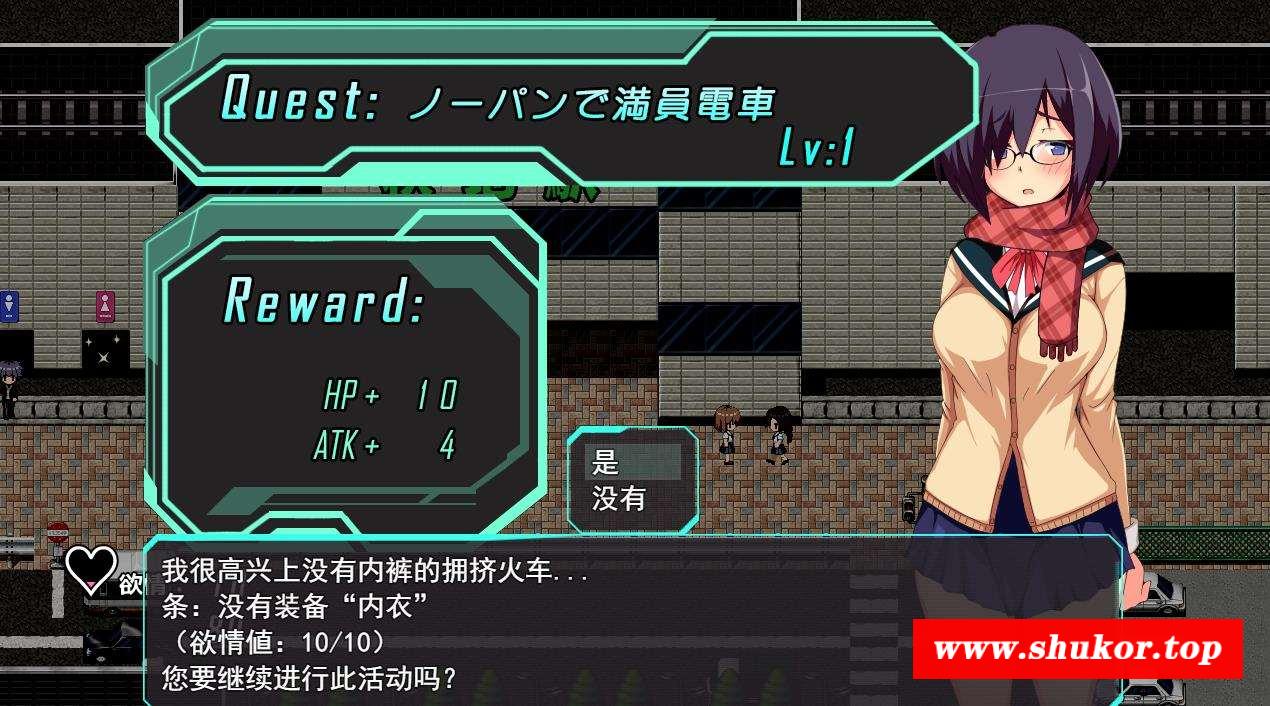 Quest: ノーパンで満員電車
Lv:1
Reward:
HP+ 10
ATK+ 4
是
没有
欲情
我很高兴上没有内裤的拥挤火车...
条：没有装备“内衣”
（欲情値：10/10）
您要继续进行此活动吗？
www.shukor.top